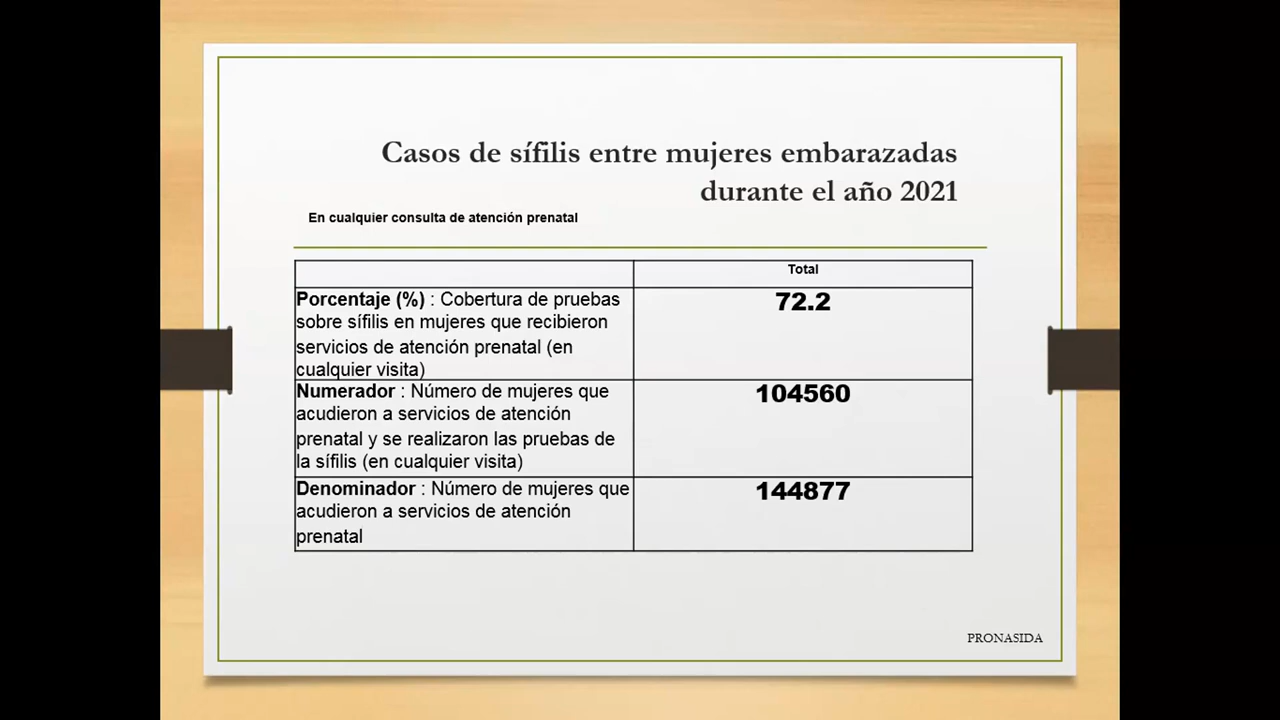 Casos de sífilis entre mujeres embarazadas
durante el año 2021
En cualquier consulta de atención prenatal
Total
Porcentaje (%) : Cobertura de pruebas
sobre sífilis en mujeres que recibieron
servicios de atención prenatal (en
cualquier visita)
72.2
Numerador : Número de mujeres que
acudieron a servicios de atención
prenatal y se realizaron las pruebas de
la sífilis (en cualquier visita)
104560
Denominador : Número de mujeres que
acudieron a servicios de atención
prenatal
144877
PRONASIDA